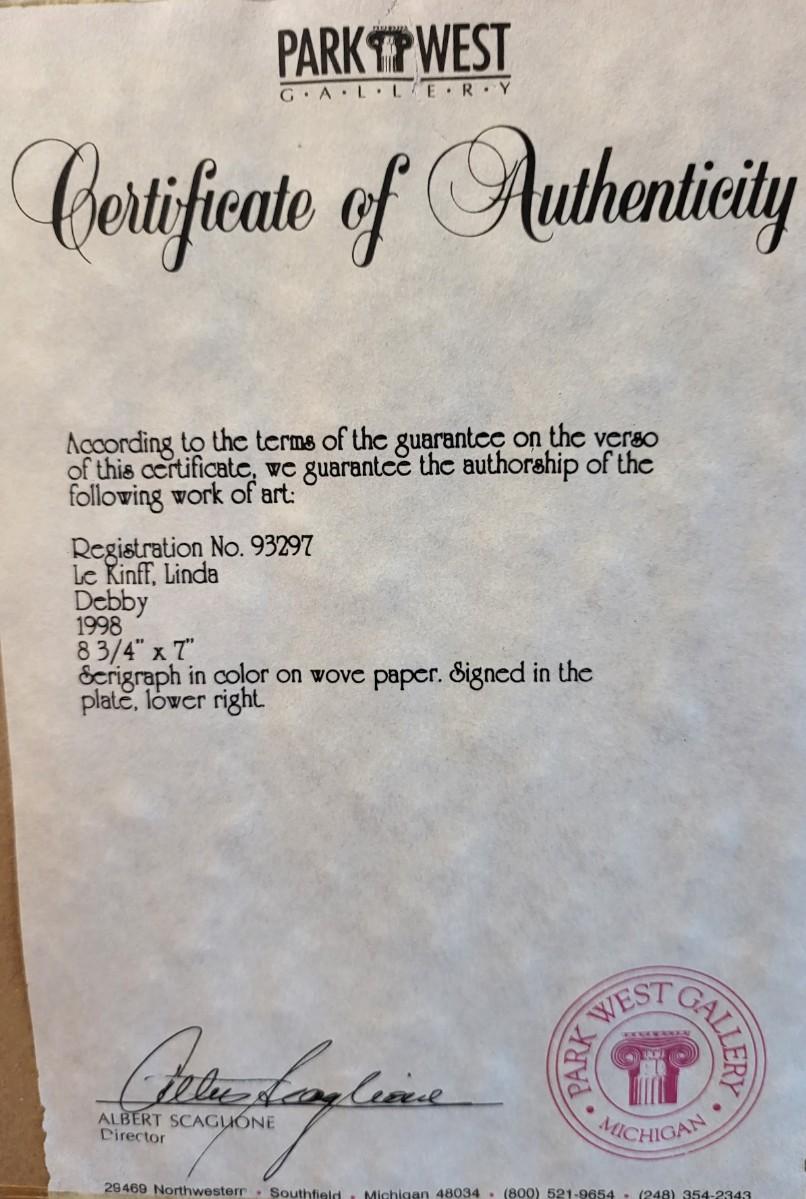 PARK WEST
G·A·L·L·E·R·Y
Certificate of Authenticity
According to the terms of the guarantee on the verso
of this certificate, we guarantee the authorship of the
following work of art:
Registration No. 93297
Le Kinff, Linda
Debby
1998
8 3/4" x 7"
Serigraph in color on wove paper. Signed in the
plate, lower right.
Albert Scaglione
ALBERT SCAGLIONE
Director
PARK WEST GALLERY
• MICHIGAN •
29469 Northwestern • Southfield • Michigan 48034 • (800) 521-9654 • (248) 354-2343